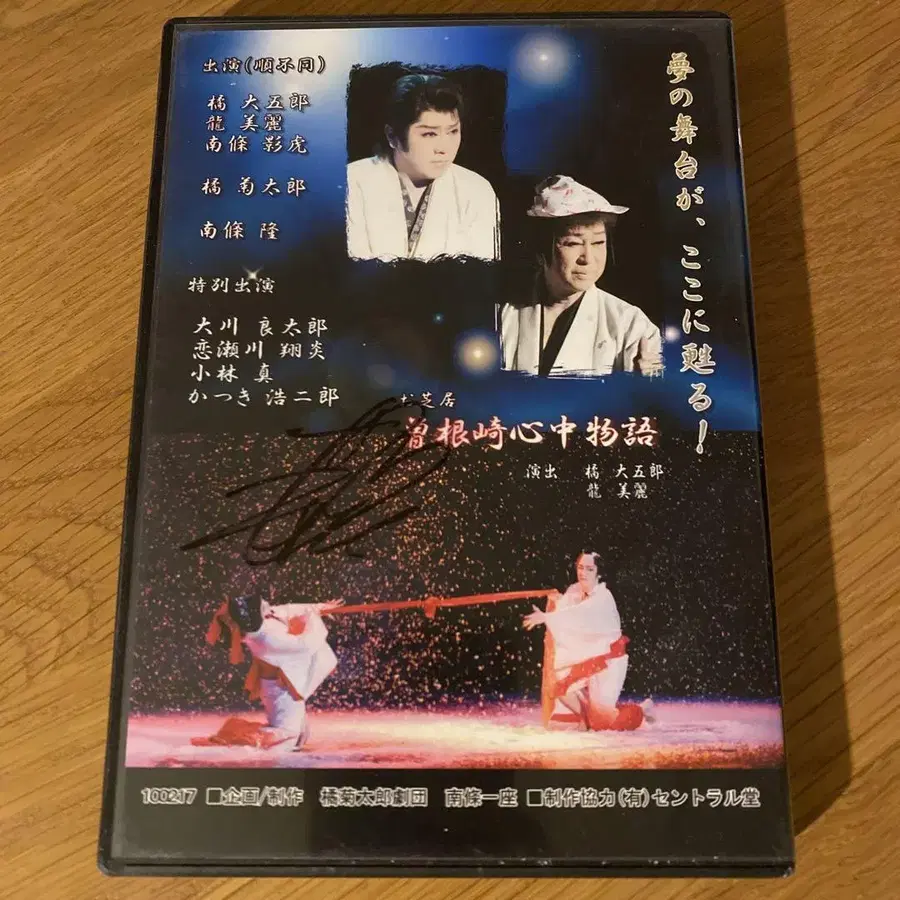 夢の舞台が、ここに甦る！
出演(順不同)
橘 大五郎
龍 美麗
南條 影虎
橘 菊太郎
南條 隆
特別出演
大川 良太郎
恋瀬川 翔炎
小林 真
かつき 浩二郎
お芝居
曽根崎心中物語
演出 橘 大五郎
龍 美麗
100217 ■企画/制作 橘菊太郎劇団 南條一座 ■制作協力(有)セントラル堂